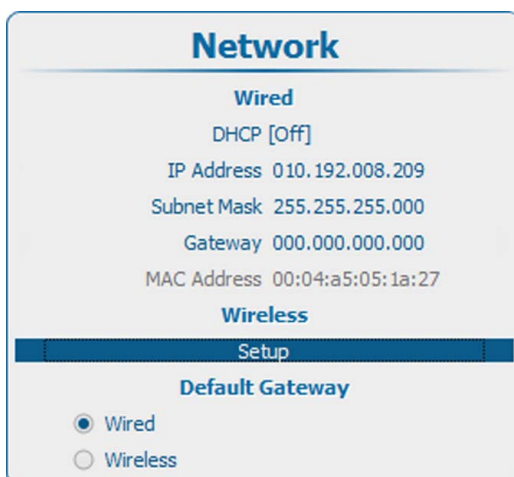 Network
Wired
DHCP [Off]
IP Address 010.192.008.209
Subnet Mask 255.255.255.000
Gateway 000.000.000.000
MAC Address 00:04:a5:05:1a:27
Wireless
Setup
Default Gateway
Wired
Wireless